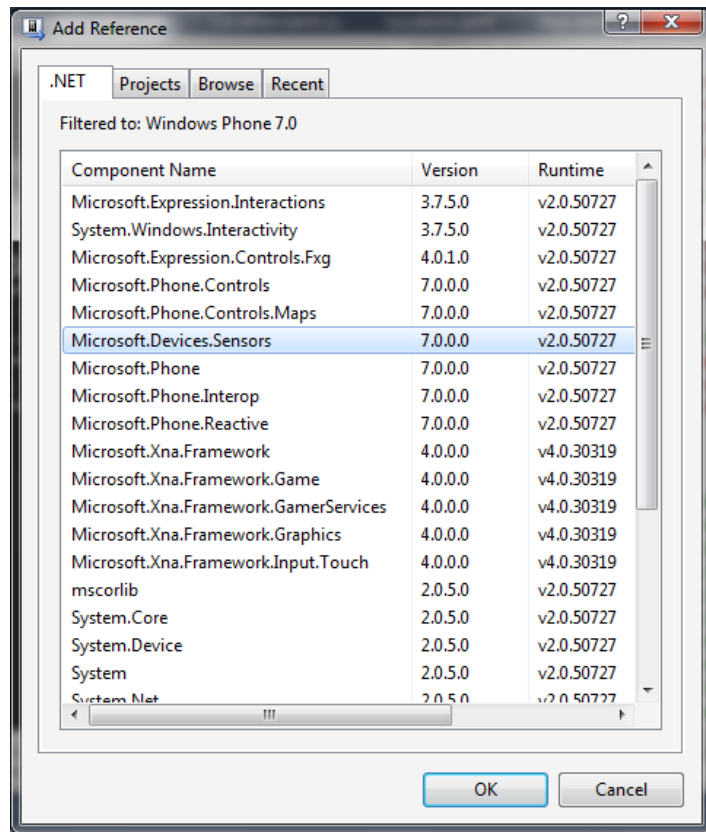 Add Reference
.NET Projects Browse Recent
Filtered to: Windows Phone 7.0
Component Name Version Runtime
Microsoft.Expression.Interactions 3.7.5.0 v2.0.50727
System.Windows.Interactivity 3.7.5.0 v2.0.50727
Microsoft.Expression.Controls.Fxg 4.0.1.0 v2.0.50727
Microsoft.Phone.Controls 7.0.0.0 v2.0.50727
Microsoft.Phone.Controls.Maps 7.0.0.0 v2.0.50727
Microsoft.Devices.Sensors 7.0.0.0 v2.0.50727
Microsoft.Phone 7.0.0.0 v2.0.50727
Microsoft.Phone.Interop 7.0.0.0 v2.0.50727
Microsoft.Phone.Reactive 7.0.0.0 v2.0.50727
Microsoft.Xna.Framework 4.0.0.0 v4.0.30319
Microsoft.Xna.Framework.Game 4.0.0.0 v4.0.30319
Microsoft.Xna.Framework.GamerServices 4.0.0.0 v4.0.30319
Microsoft.Xna.Framework.Graphics 4.0.0.0 v4.0.30319
Microsoft.Xna.Framework.Input.Touch 4.0.0.0 v4.0.30319
mscorlib 2.0.5.0 v2.0.50727
System.Core 2.0.5.0 v2.0.50727
System.Device 2.0.5.0 v2.0.50727
System 2.0.5.0 v2.0.50727
System.Net 2.0.5.0 v2.0.50727
OK Cancel